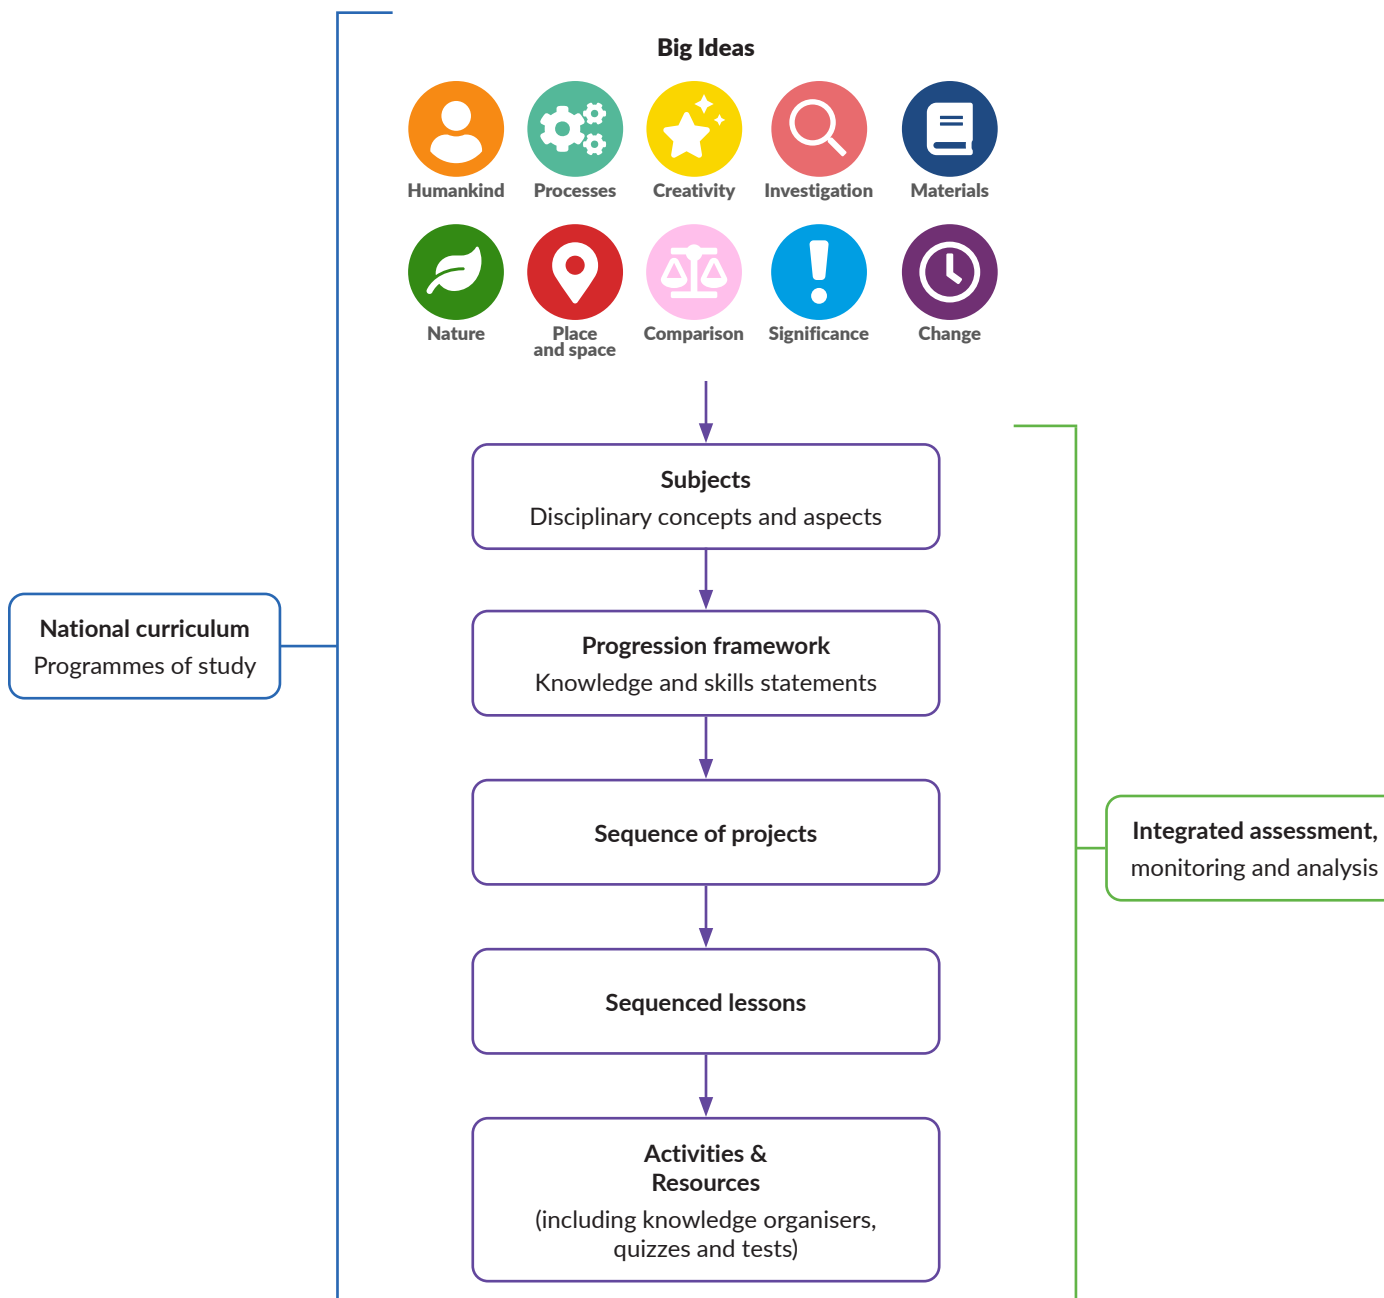 Big Ideas
Humankind
Processes
Creativity
Investigation
Materials
Nature
Place
and space
Comparison
Significance
Change
Subjects
Disciplinary concepts and aspects
National curriculum
Programmes of study
Progression framework
Knowledge and skills statements
Sequence of projects
Integrated assessment,
monitoring and analysis
Sequenced lessons
Activities &
Resources
(including knowledge organisers,
quizzes and tests)